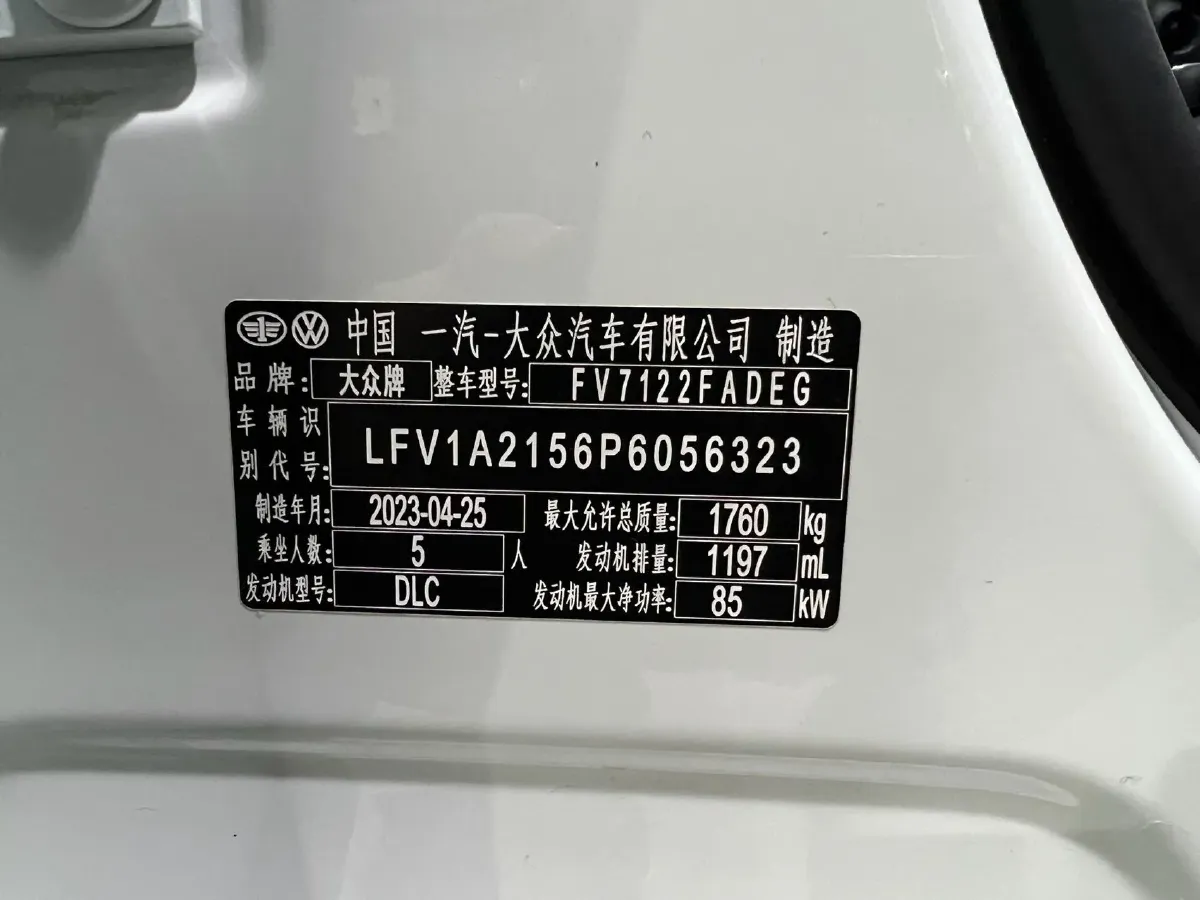 中国 一汽-大众汽车有限公司 制造
品牌: 大众牌 整车型号: FV7122FADEG
车辆识别代号: LFV1A2156P6056323
制造年月: 2023-04-25 最大允许总质量: 1760 kg
乘坐人数: 5 人 发动机排量: 1197 mL
发动机型号: DLC 发动机最大净功率: 85 kW